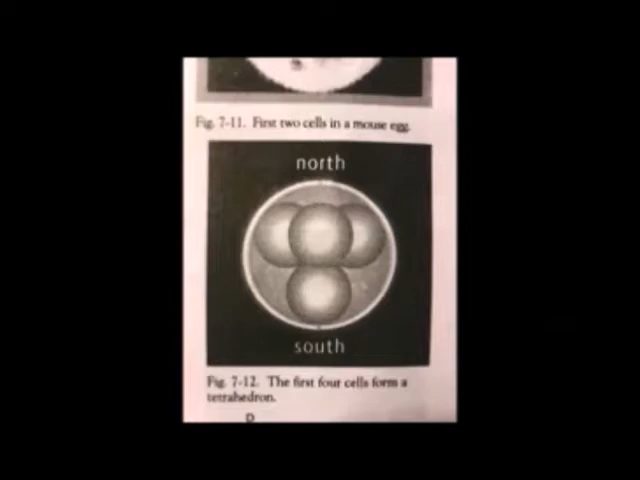 Fig. 7-11. First two cells in a mouse egg.
north
south
Fig. 7-12. The first four cells form a
tetrahedron.
D